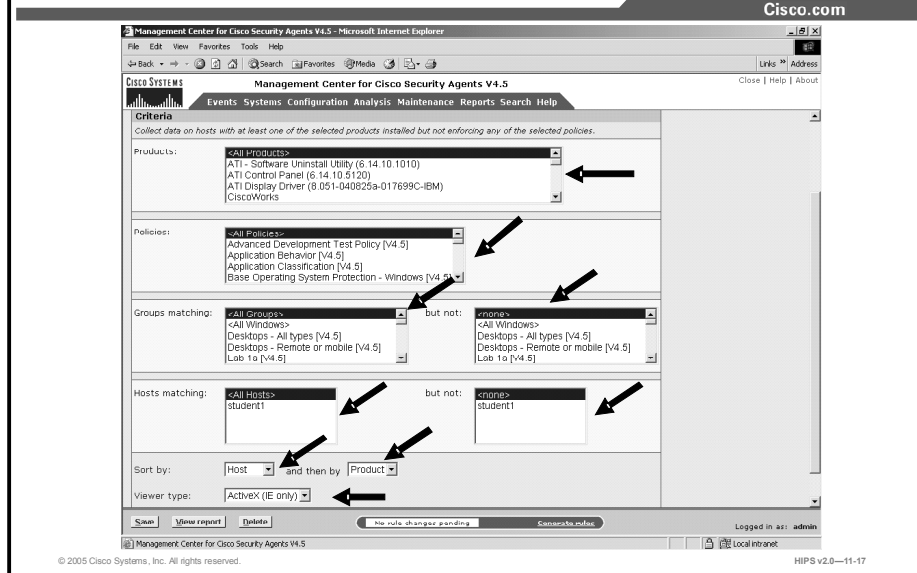 Cisco.com
Management Center for Cisco Security Agents V4.5 - Microsoft Internet Explorer
File Edit View Favorites Tools Help
Back Search Favorites Media Links » Address
CISCO SYSTEMS
Management Center for Cisco Security Agents V4.5
Close | Help | About
Events Systems Configuration Analysis Maintenance Reports Search Help
Criteria
Collect data on hosts with at least one of the selected products installed but not enforcing any of the selected policies.
Products:
<All Products>
ATI - Software Uninstall Utility (6.14.10.1010)
ATI Control Panel (6.14.10.5120)
ATI Display Driver (8.051-040825a-017699C-IBM)
CiscoWorks
Policies:
<All Policies>
Advanced Development Test Policy [V4.5]
Application Behavior [V4.5]
Application Classification [V4.5]
Base Operating System Protection - Windows [V4.5]
Groups matching:
<All Groups>
<All Windows>
Desktops - All types [V4.5]
Desktops - Remote or mobile [V4.5]
Lab 1a [V4.5]
but not:
<none>
<All Windows>
Desktops - All types [V4.5]
Desktops - Remote or mobile [V4.5]
Lab 1a [V4.5]
Hosts matching:
<All Hosts>
student1
but not:
<none>
student1
Sort by: Host and then by Product
Viewer type: ActiveX (IE only)
Save View report Delete No rule changes pending Generate rules Logged in as: admin
Management Center for Cisco Security Agents V4.5 Local intranet
© 2005 Cisco Systems, Inc. All rights reserved. HIPS v2.0—11-17